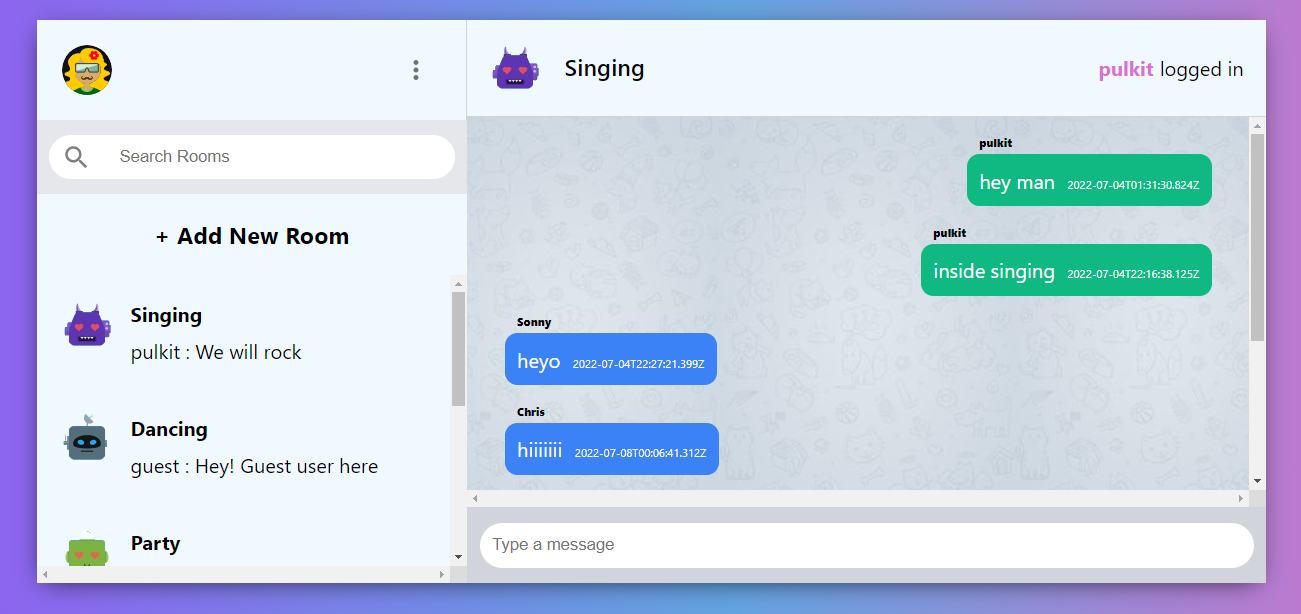 Singing
pulkit logged in
Search Rooms
+ Add New Room
Singing
pulkit : We will rock
Dancing
guest : Hey! Guest user here
Party
pulkit
hey man 2022-07-04T01:31:30.824Z
pulkit
inside singing 2022-07-04T22:16:38.125Z
Sonny
heyo 2022-07-04T22:27:21.399Z
Chris
hiiiiiii 2022-07-08T00:06:41.312Z
Type a message